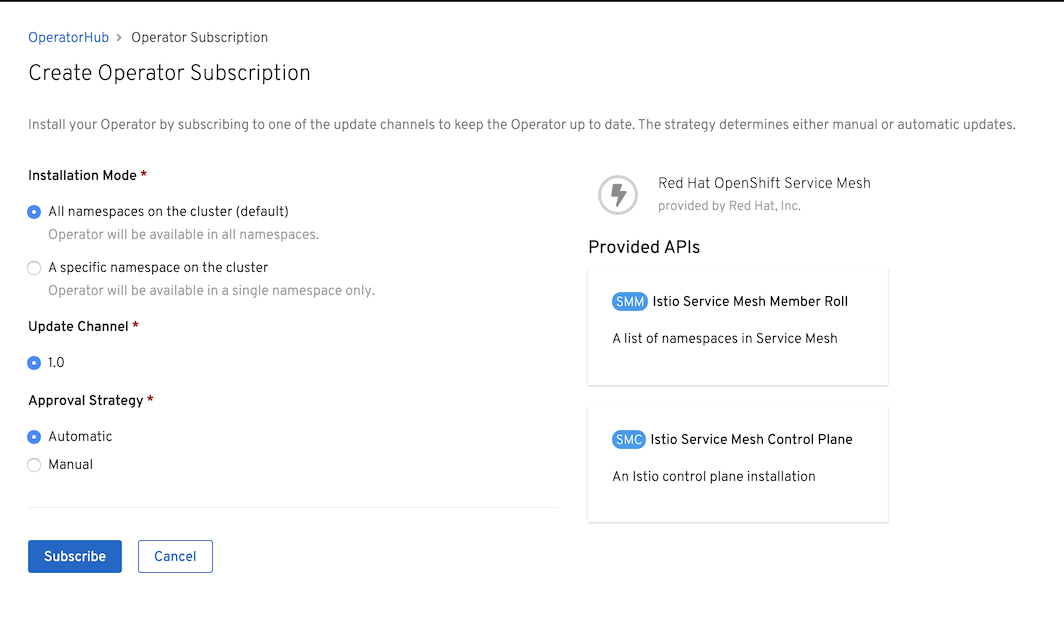 OperatorHub > Operator Subscription
Create Operator Subscription
Install your Operator by subscribing to one of the update channels to keep the Operator up to date. The strategy determines either manual or automatic updates.
Installation Mode *
All namespaces on the cluster (default)
Operator will be available in all namespaces.
A specific namespace on the cluster
Operator will be available in a single namespace only.
Update Channel *
1.0
Approval Strategy *
Automatic
Manual
Subscribe
Cancel
Red Hat OpenShift Service Mesh
provided by Red Hat, Inc.
Provided APIs
SMM Istio Service Mesh Member Roll
A list of namespaces in Service Mesh
SMC Istio Service Mesh Control Plane
An Istio control plane installation